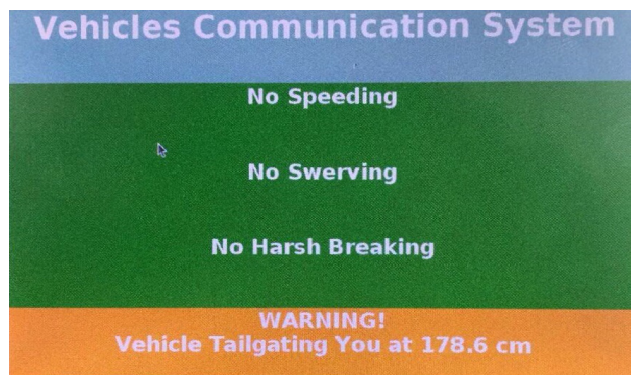 Vehicles Communication System
No Speeding
No Swerving
No Harsh Breaking
WARNING!
Vehicle Tailgating You at 178.6 cm